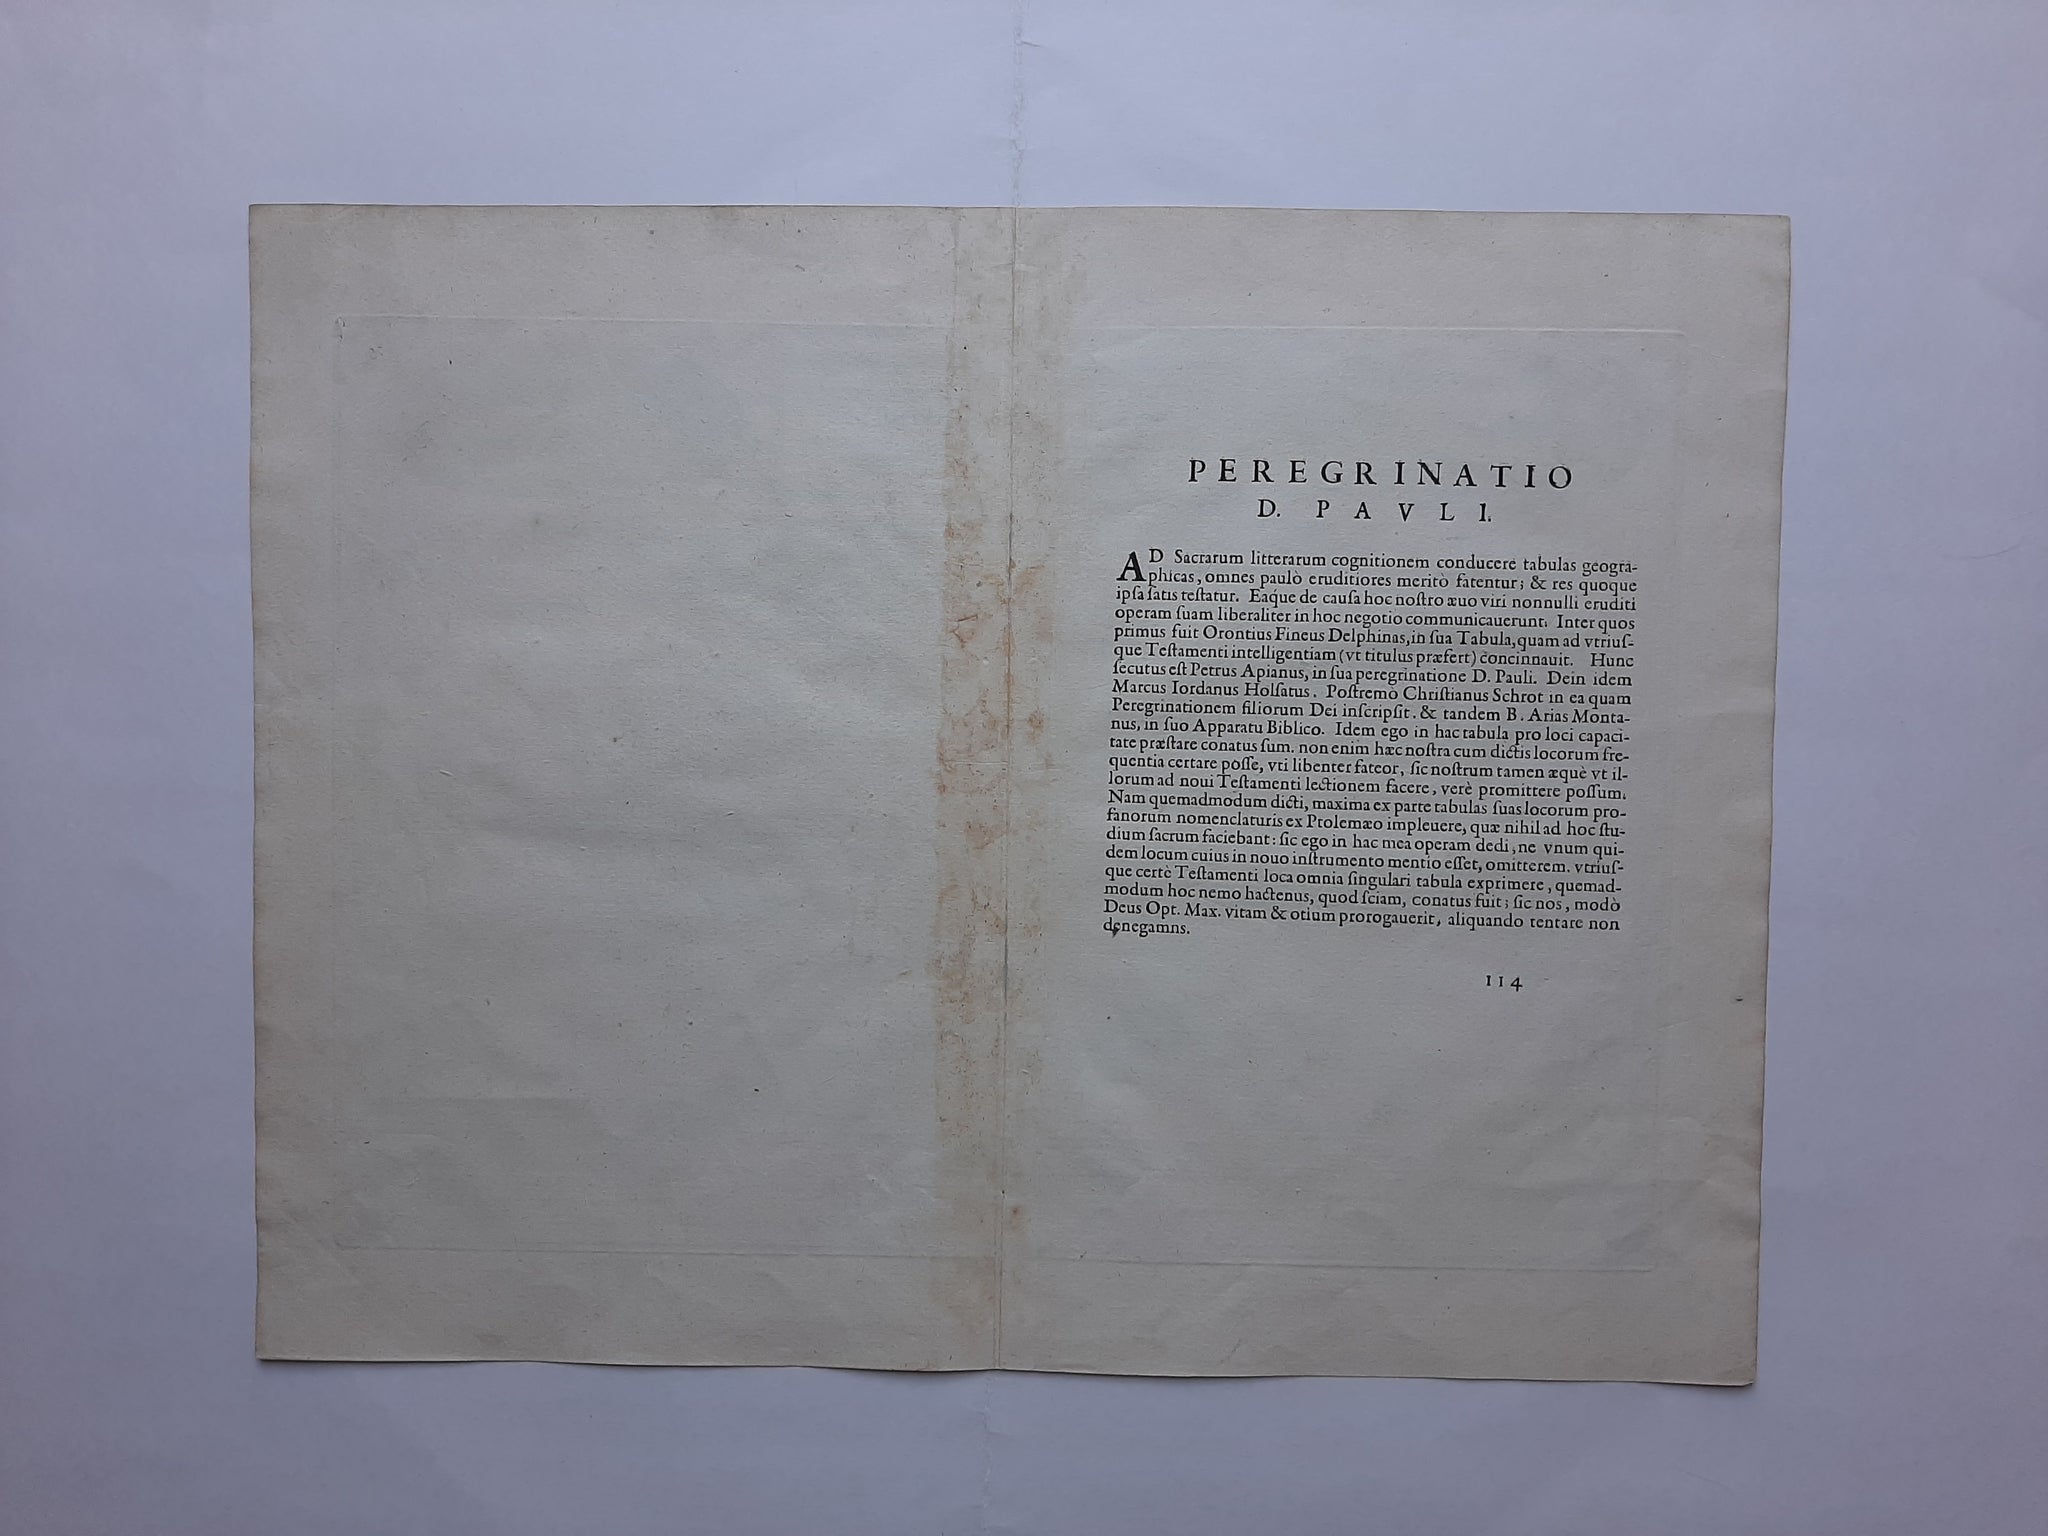 PEREGRINATIO
D. PAVLI.
AD Sacrarum litterarum cognitionem conducere tabulas geogra-
phicas, omnes paulò eruditiores meritò fatentur; & res quoque
ipſa ſatis teſtatur. Eaque de cauſa hoc noſtro æuo viri nonnulli eruditi
operam ſuam liberaliter in hoc negotio communicauerunt. Inter quos
primus fuit Orontius Fineus Delphinas, in ſua Tabula, quam ad vtriuſ-
que Teſtamenti intelligentiam (vt titulus præfert) concinnauit. Hunc
ſecutus eſt Petrus Apianus, in ſua peregrinatione D. Pauli. Dein idem
Marcus Iordanus Holſatus. Poſtremò Chriſtianus Schrot in ea quam
Peregrinationem filiorum Dei inſcripſit. & tandem B. Arias Monta-
nus, in ſuo Apparatu Biblico. Idem ego in hac tabula pro loci capaci-
tate præſtare conatus ſum. non enim hæc noſtra cum dictis locorum fre-
quentia certare poſſe, vti libenter fateor, ſic noſtrum tamen æquè vt il-
lorum ad noui Teſtamenti lectionem facere, verè promittere poſſum.
Nam quemadmodum dicti, maxima ex parte tabulas ſuas locorum pro-
fanorum nomenclaturis ex Ptolemæo impleuere, quæ nihil ad hoc ſtu-
dium ſacrum faciebant: ſic ego in hac mea operam dedi, ne vnum qui-
dem locum cuius in nouo inſtrumento mentio eſſet, omitterem. vtriuſ-
que certè Teſtamenti loca omnia ſingulari tabula exprimere, quemad-
modum hoc nemo hactenus, quod ſciam, conatus fuit; ſic nos, modò
Deus Opt. Max. vitam & otium prorogauerit, aliquando tentare non
denegamns.
114